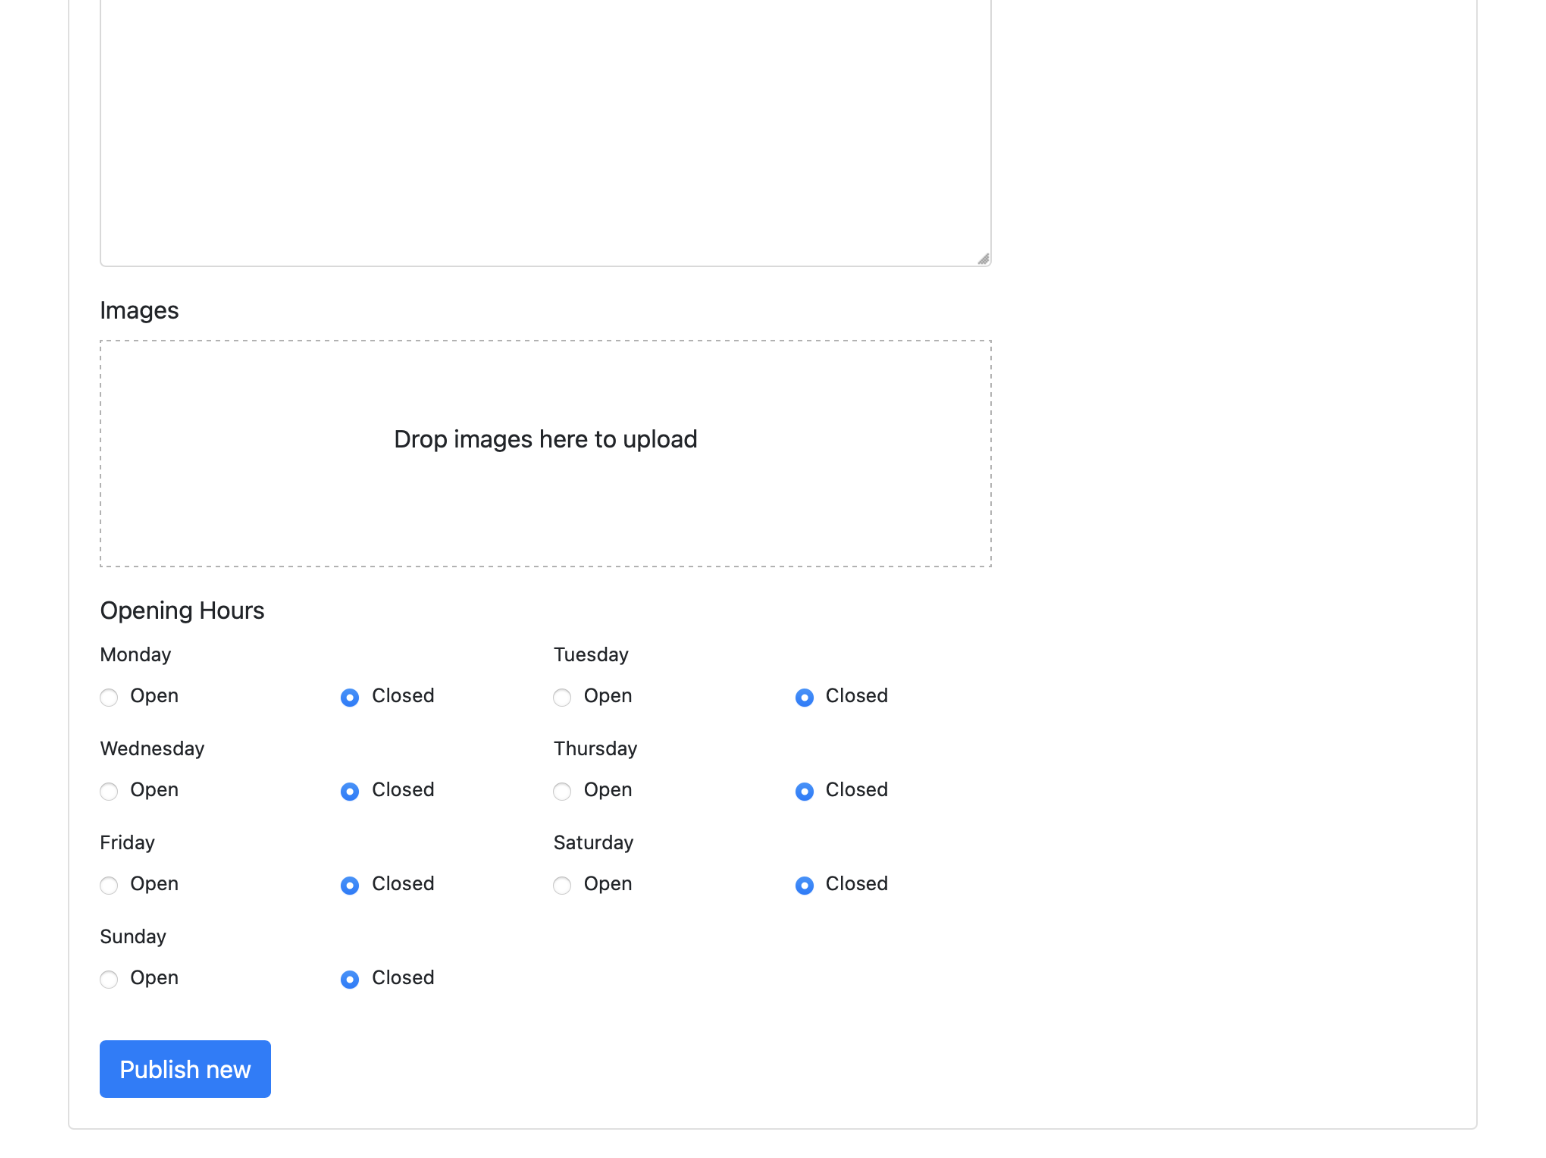 Images
Drop images here to upload
Opening Hours
Monday Tuesday
Open Closed Open Closed
Wednesday Thursday
Open Closed Open Closed
Friday Saturday
Open Closed Open Closed
Sunday
Open Closed
Publish new